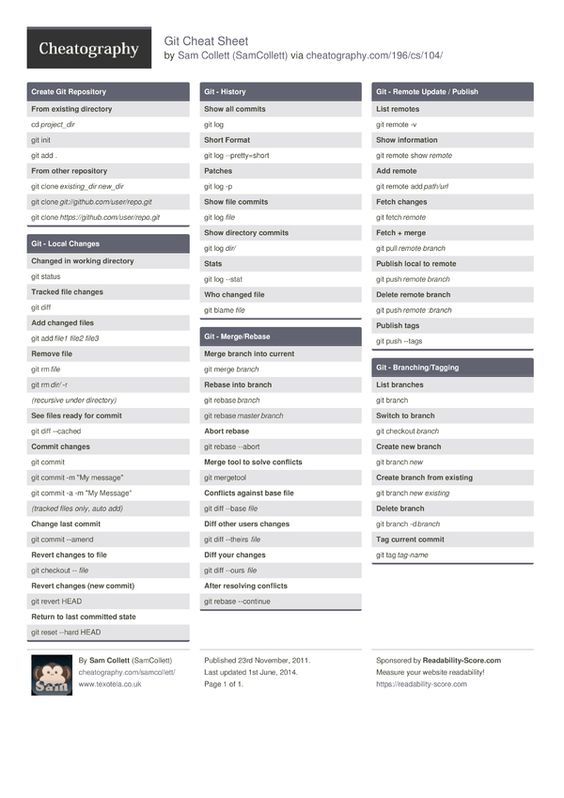 Cheatography
Git Cheat Sheet
by Sam Collett (SamCollett) via cheatography.com/196/cs/104/
Create Git Repository
From existing directory
cd project_dir
git init
git add .
From other repository
git clone existing_dir new_dir
git clone git://github.com/user/repo.git
git clone https://github.com/user/repo.git
Git - Local Changes
Changed in working directory
git status
Tracked file changes
git diff
Add changed files
git add file1 file2 file3
Remove file
git rm file
git rm dir/ -r
(recursive under directory)
See files ready for commit
git diff --cached
Commit changes
git commit
git commit -m "My message"
git commit -a -m "My Message"
(tracked files only, auto add)
Change last commit
git commit --amend
Revert changes to file
git checkout -- file
Revert changes (new commit)
git revert HEAD
Return to last committed state
git reset --hard HEAD
Git - History
Show all commits
git log
Short Format
git log --pretty=short
Patches
git log -p
Show file commits
git log file
Show directory commits
git log dir/
Stats
git log --stat
Who changed file
git blame file
Git - Merge/Rebase
Merge branch into current
git merge branch
Rebase into branch
git rebase branch
git rebase master branch
Abort rebase
git rebase --abort
Merge tool to solve conflicts
git mergetool
Conflicts against base file
git diff --base file
Diff other users changes
git diff --theirs file
Diff your changes
git diff --ours file
After resolving conflicts
git rebase --continue
Git - Remote Update / Publish
List remotes
git remote -v
Show information
git remote show remote
Add remote
git remote add path/url
Fetch changes
git fetch remote
Fetch + merge
git pull remote branch
Publish local to remote
git push remote branch
Delete remote branch
git push remote :branch
Publish tags
git push --tags
Git - Branching/Tagging
List branches
git branch
Switch to branch
git checkout branch
Create new branch
git branch new
Create branch from existing
git branch new existing
Delete branch
git branch -d branch
Tag current commit
git tag tag-name
Sam
By Sam Collett (SamCollett)
cheatography.com/samcollett/
www.texotela.co.uk
Published 23rd November, 2011.
Last updated 1st June, 2014.
Page 1 of 1.
Sponsored by Readability-Score.com
Measure your website readability!
https://readability-score.com